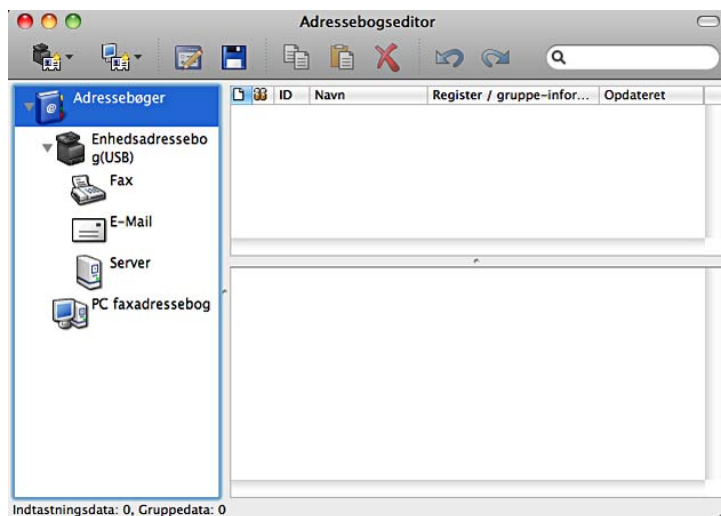 Adressebogseditor
Adressebøger
ID Navn Register / gruppe-infor... Opdateret
Enhedsadressebo
g(USB)
Fax
E-Mail
Server
PC faxadressebog
Indtastningsdata: 0, Gruppedata: 0